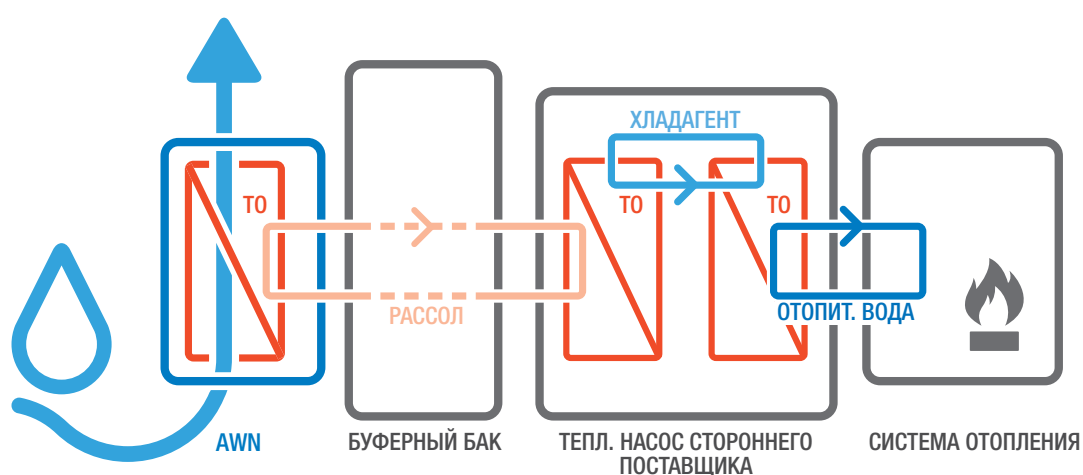 ХЛАДАГЕНТ
ТО
ТО
ТО
РАССОЛ
ОТОПИТ. ВОДА
AWN
БУФЕРНЫЙ БАК
ТЕПЛ. НАСОС СТОРОННЕГО
ПОСТАВЩИКА
СИСТЕМА ОТОПЛЕНИЯ